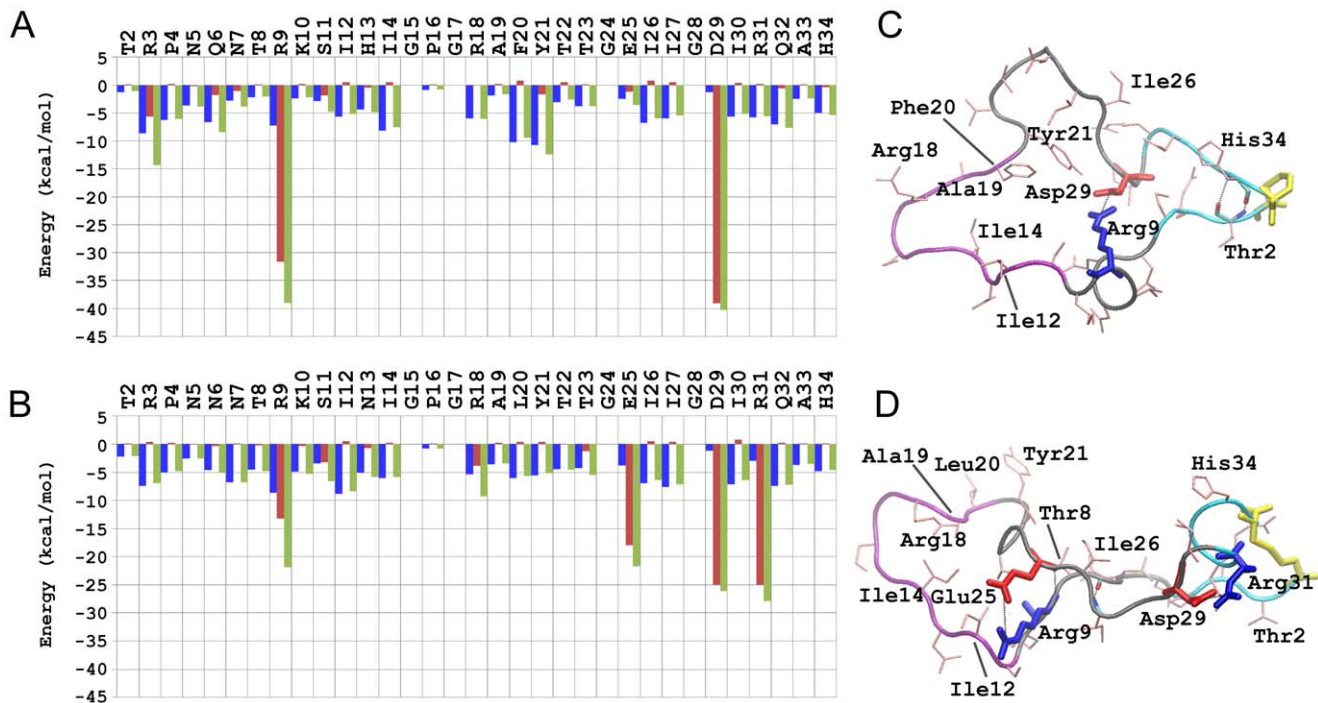 A
T2 R3 P4 N5 Q6 N7 T8 R9 K10 S11 I12 H13 I14 G15 P16 G17 R18 A19 F20 Y21 T22 T23 G24 E25 I26 I27 G28 D29 I30 R31 Q32 A33 H34
5
0
-5
-10
-15
-20
-25
-30
-35
-40
-45
Energy (kcal/mol)
C
Ile26
Phe20
Tyr21
His34
Arg18
Ala19
Asp29
Ile14
Arg9
Thr2
Ile12
B
T2 R3 P4 N5 N6 N7 T8 R9 K10 S11 I12 N13 I14 G15 P16 G17 R18 A19 L20 Y21 T22 T23 G24 E25 I26 I27 G28 D29 I30 R31 Q32 A33 H34
5
0
-5
-10
-15
-20
-25
-30
-35
-40
-45
Energy (kcal/mol)
D
Tyr21
Ala19
Leu20
His34
Thr8
Arg18
Ile26
Ile14
Glu25
Arg31
Arg9
Asp29
Thr2
Ile12